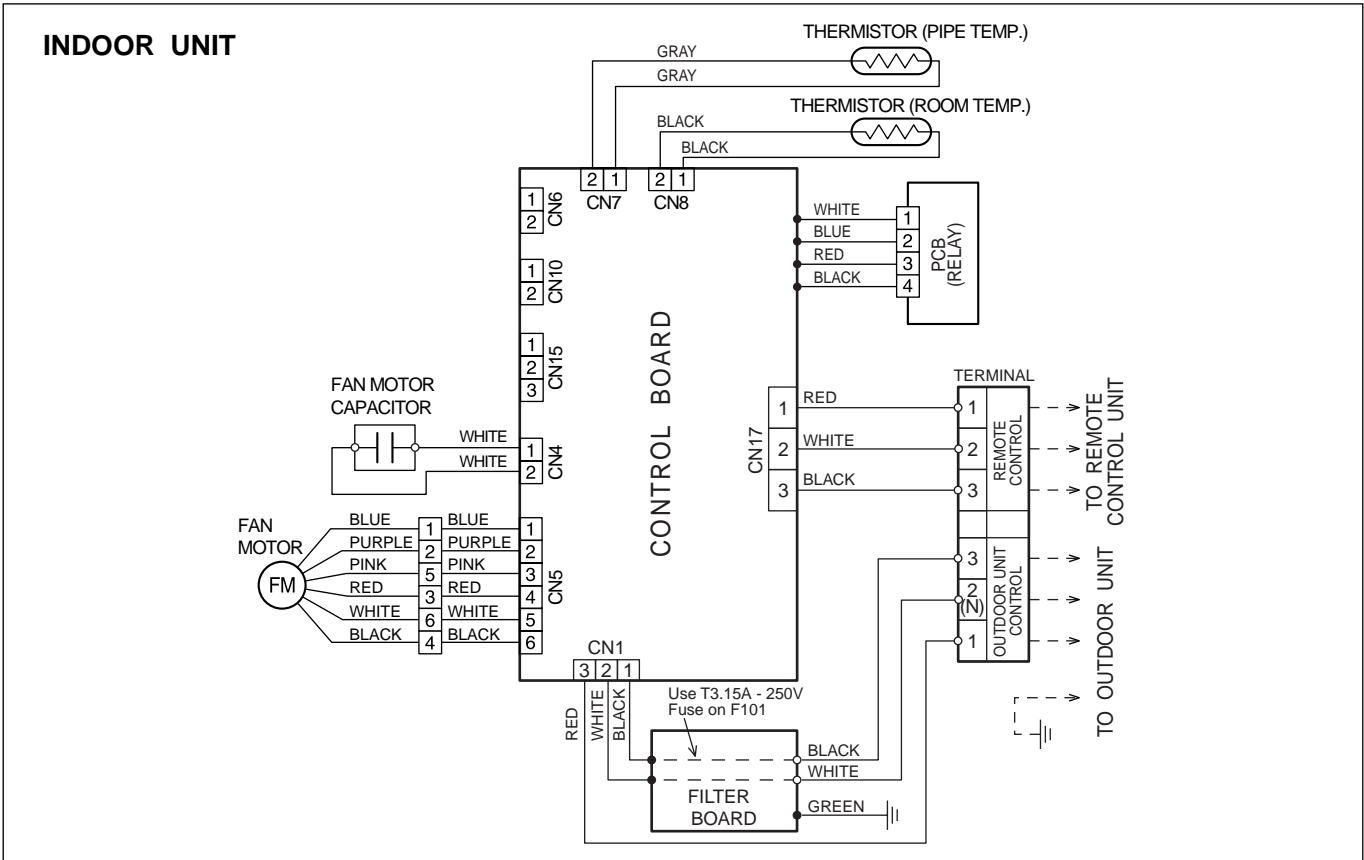 INDOOR UNIT
THERMISTOR (PIPE TEMP.)
GRAY
GRAY
THERMISTOR (ROOM TEMP.)
BLACK
BLACK
2 1
CN7
2 1
CN8
1
2
CN6
1
2
CN10
1
2
3
CN15
CONTROL BOARD
WHITE
BLUE
RED
BLACK
1
2
3
4
PCB
(RELAY)
FAN MOTOR
CAPACITOR
WHITE
WHITE
1
2
CN4
FAN
MOTOR
FM
BLUE 1 BLUE 1
PURPLE 2 PURPLE 2
PINK 5 PINK 3
RED 3 RED 4
WHITE 6 WHITE 5
BLACK 4 BLACK 6
CN5
CN17
1 RED
2 WHITE
3 BLACK
TERMINAL
1
2
3
REMOTE
CONTROL
TO REMOTE
CONTROL UNIT
3
2
(N)
1
OUTDOOR UNIT
CONTROL
TO OUTDOOR UNIT
CN1
3 2 1
RED
WHITE
BLACK
Use T3.15A - 250V
Fuse on F101
FILTER
BOARD
BLACK
WHITE
GREEN